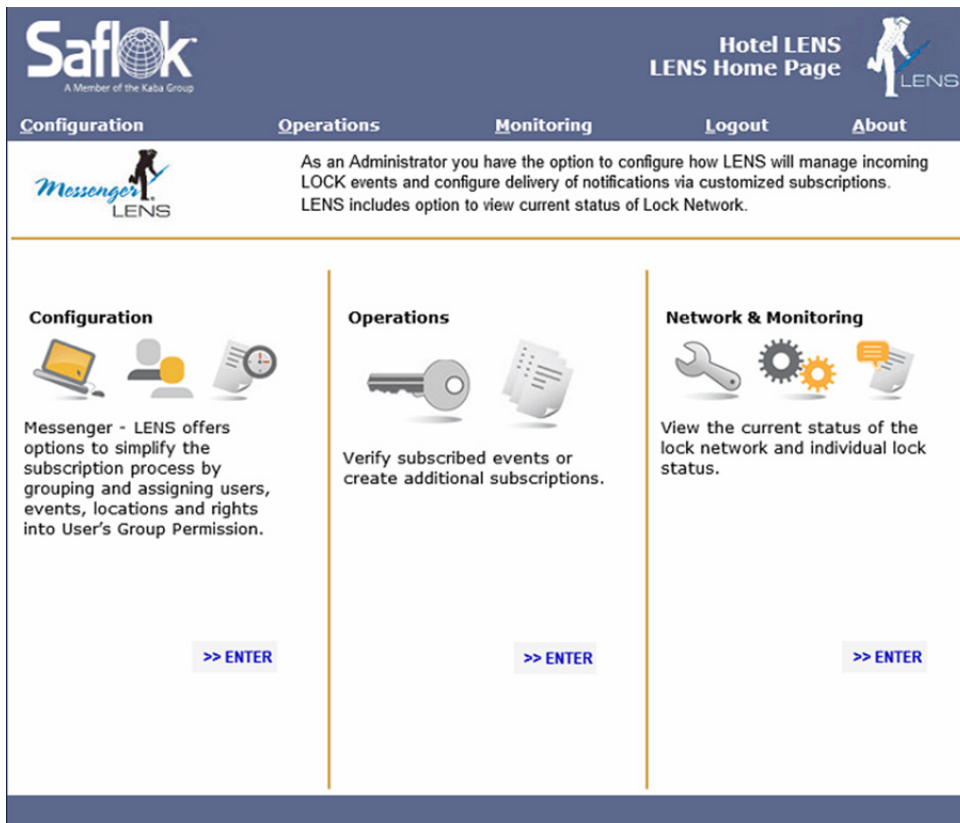 Saflok
A Member of the Kaba Group
Hotel LENS
LENS Home Page
LENS
Configuration
Operations
Monitoring
Logout
About
Messenger
LENS
As an Administrator you have the option to configure how LENS will manage incoming
LOCK events and configure delivery of notifications via customized subscriptions.
LENS includes option to view current status of Lock Network.
Configuration
Messenger - LENS offers
options to simplify the
subscription process by
grouping and assigning users,
events, locations and rights
into User's Group Permission.
>> ENTER
Operations
Verify subscribed events or
create additional subscriptions.
>> ENTER
Network & Monitoring
View the current status of the
lock network and individual lock
status.
>> ENTER